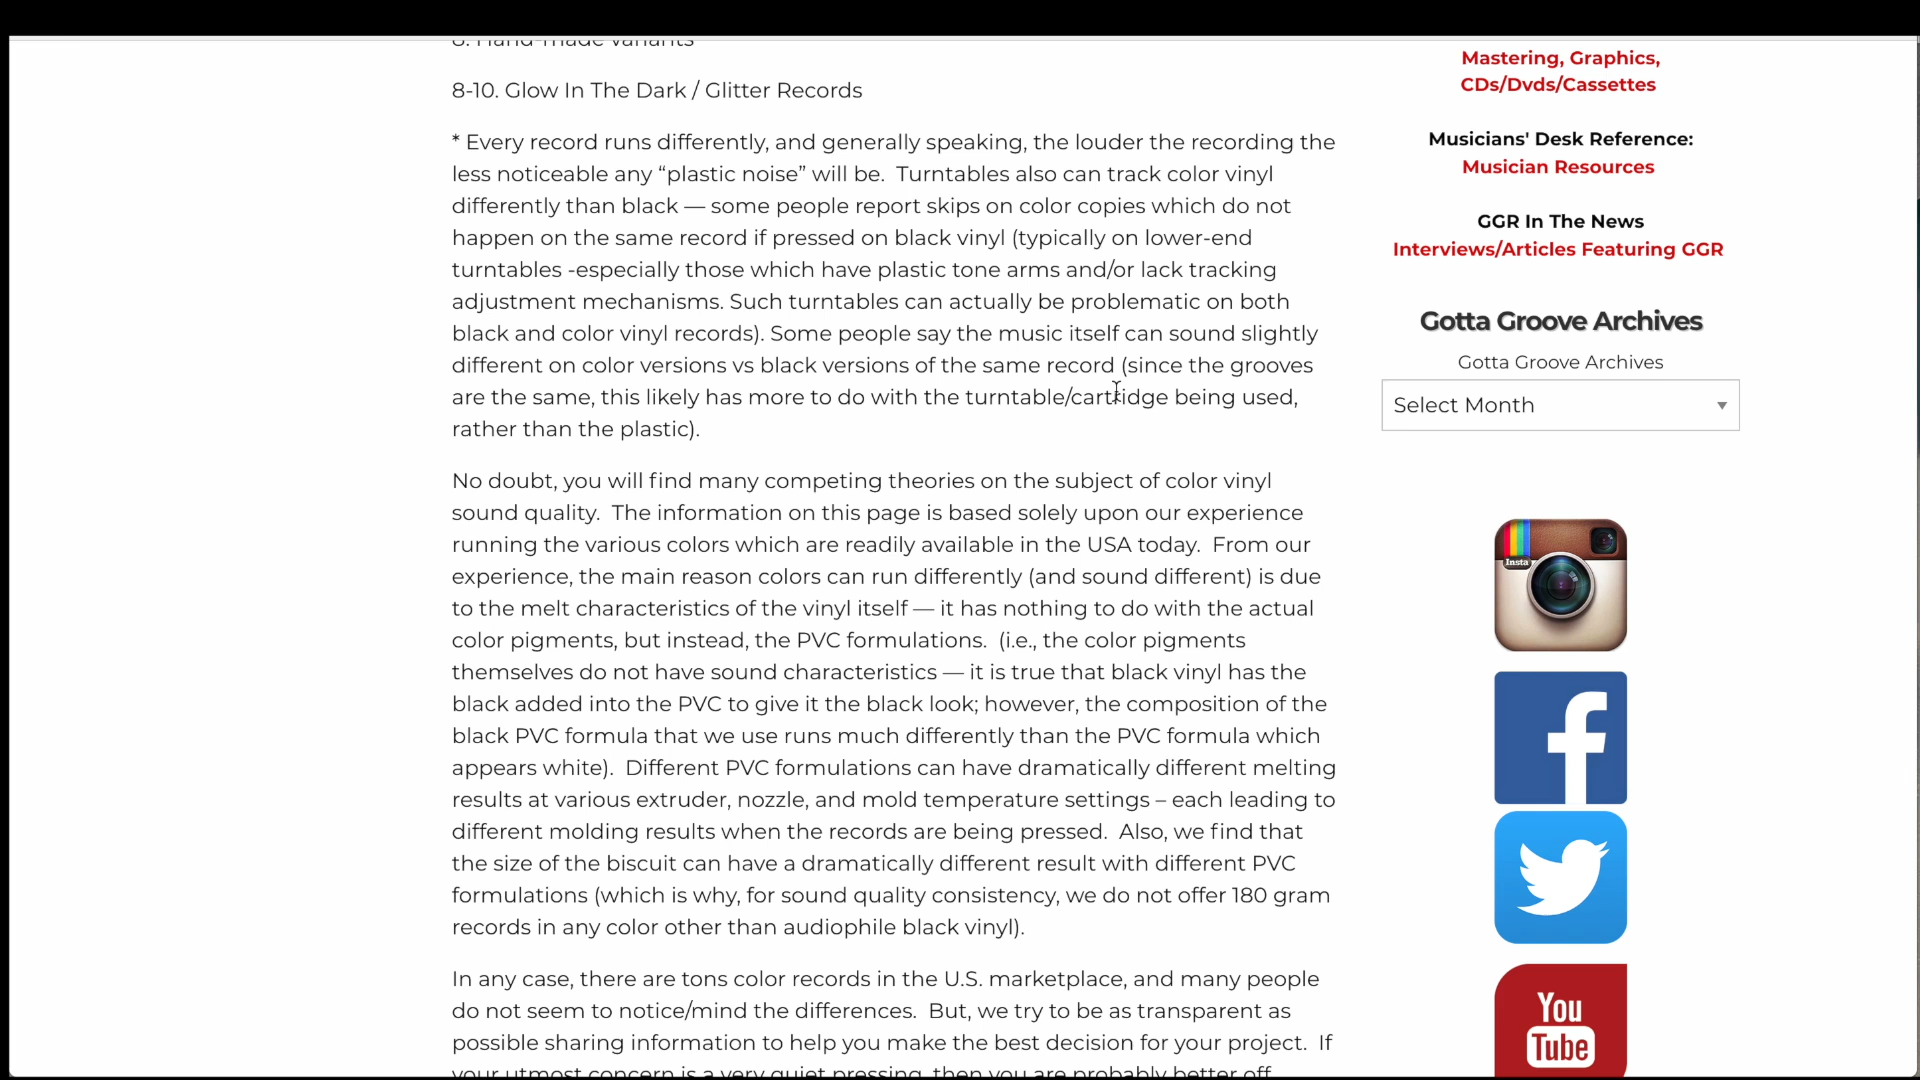 8. Hand-made variants
8-10. Glow In The Dark / Glitter Records
* Every record runs differently, and generally speaking, the louder the recording the
less noticeable any “plastic noise” will be.  Turntables also can track color vinyl
differently than black — some people report skips on color copies which do not
happen on the same record if pressed on black vinyl (typically on lower-end
turntables -especially those which have plastic tone arms and/or lack tracking
adjustment mechanisms. Such turntables can actually be problematic on both
black and color vinyl records). Some people say the music itself can sound slightly
different on color versions vs black versions of the same record (since the grooves
are the same, this likely has more to do with the turntable/cartridge being used,
rather than the plastic).
No doubt, you will find many competing theories on the subject of color vinyl
sound quality.  The information on this page is based solely upon our experience
running the various colors which are readily available in the USA today.  From our
experience, the main reason colors can run differently (and sound different) is due
to the melt characteristics of the vinyl itself — it has nothing to do with the actual
color pigments, but instead, the PVC formulations.  (i.e., the color pigments
themselves do not have sound characteristics — it is true that black vinyl has the
black added into the PVC to give it the black look; however, the composition of the
black PVC formula that we use runs much differently than the PVC formula which
appears white).  Different PVC formulations can have dramatically different melting
results at various extruder, nozzle, and mold temperature settings – each leading to
different molding results when the records are being pressed.  Also, we find that
the size of the biscuit can have a dramatically different result with different PVC
formulations (which is why, for sound quality consistency, we do not offer 180 gram
records in any color other than audiophile black vinyl).
In any case, there are tons color records in the U.S. marketplace, and many people
do not seem to notice/mind the differences.  But, we try to be as transparent as
possible sharing information to help you make the best decision for your project.  If
your utmost concern is a very quiet pressing, then you are probably better off
Mastering, Graphics,
CDs/Dvds/Cassettes
Musicians' Desk Reference:
Musician Resources
GGR In The News
Interviews/Articles Featuring GGR
Gotta Groove Archives
Gotta Groove Archives
Select Month
Insta
f
You
Tube